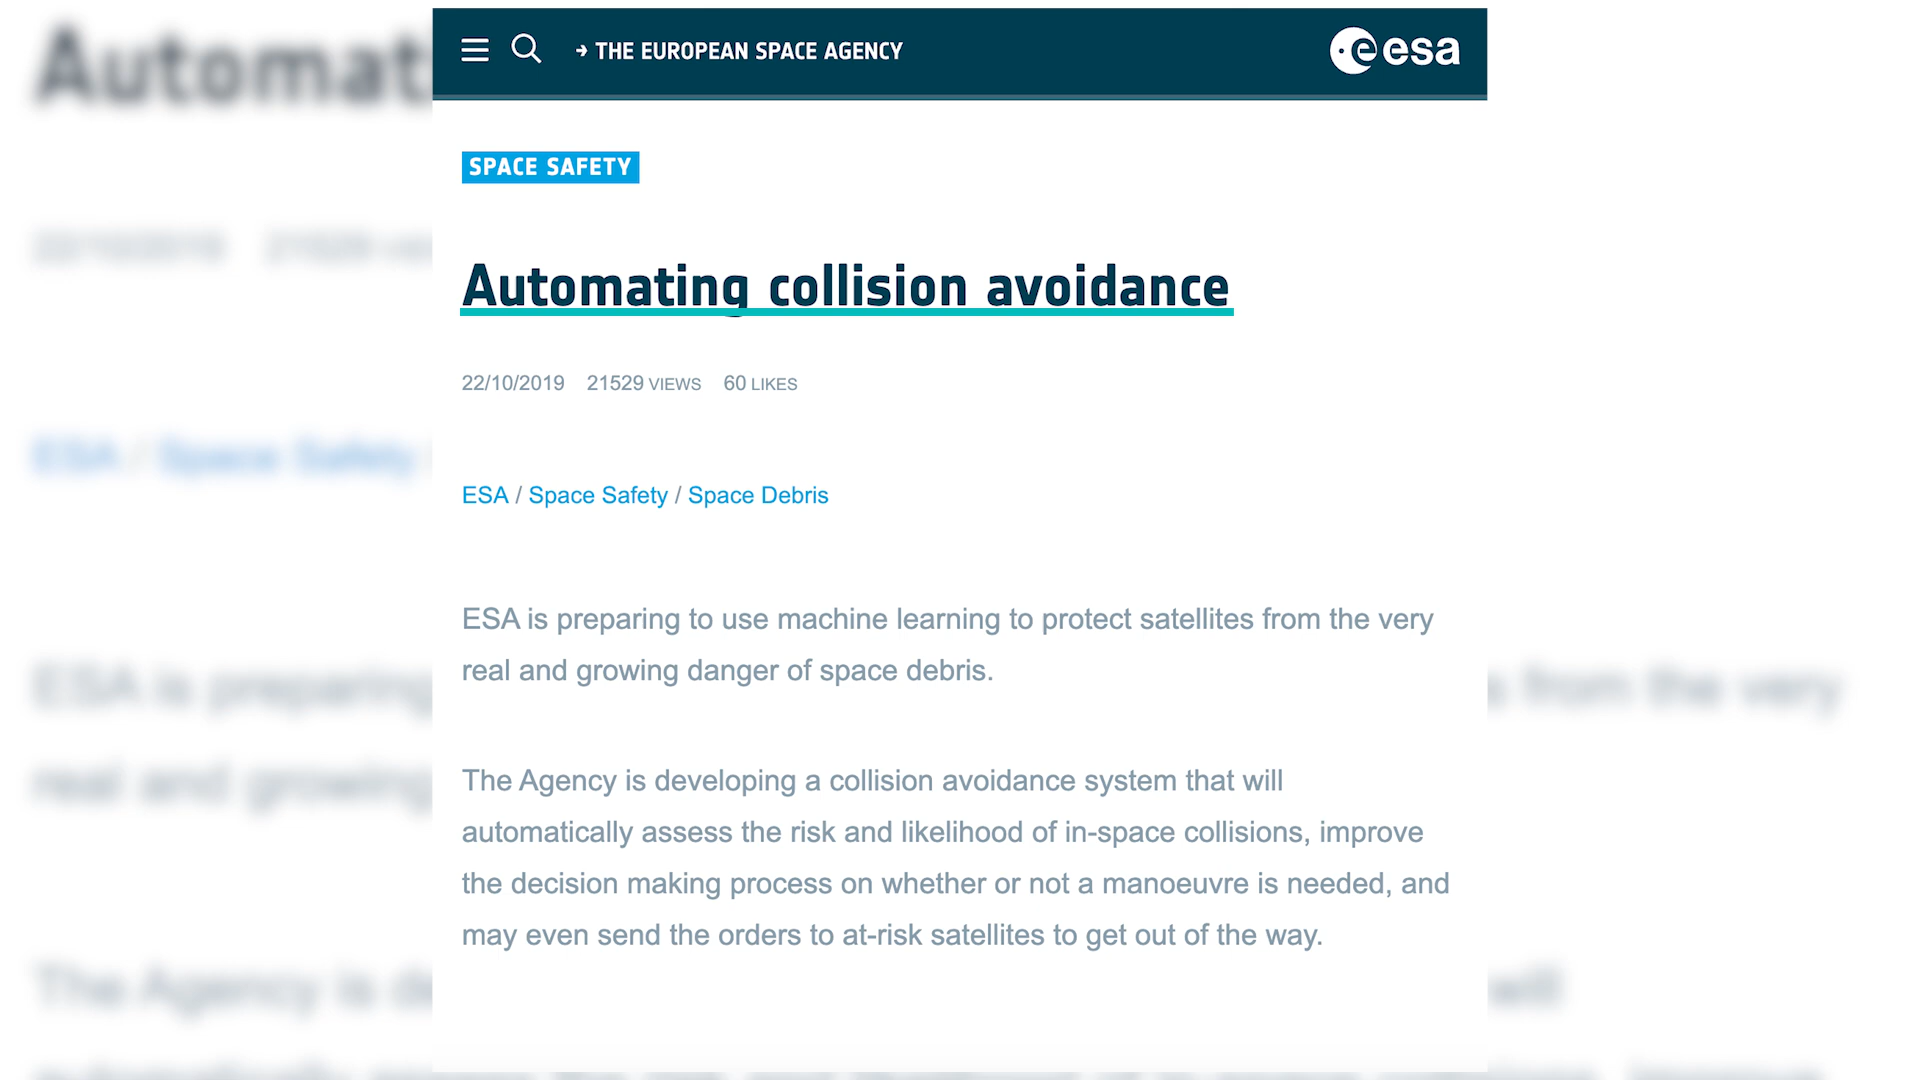 → THE EUROPEAN SPACE AGENCY
esa
SPACE SAFETY
Automating collision avoidance
22/10/2019 21529 VIEWS 60 LIKES
ESA / Space Safety / Space Debris
ESA is preparing to use machine learning to protect satellites from the very
real and growing danger of space debris.
The Agency is developing a collision avoidance system that will
automatically assess the risk and likelihood of in-space collisions, improve
the decision making process on whether or not a manoeuvre is needed, and
may even send the orders to at-risk satellites to get out of the way.